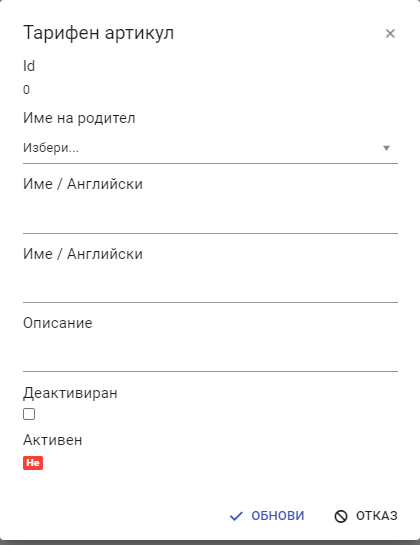 Тарифен артикул
Id
0
Име на родител
Избери...
Име / Английски
Име / Английски
Описание
Деактивиран
Активен
Не
ОБНОВИ ОТКАЗ